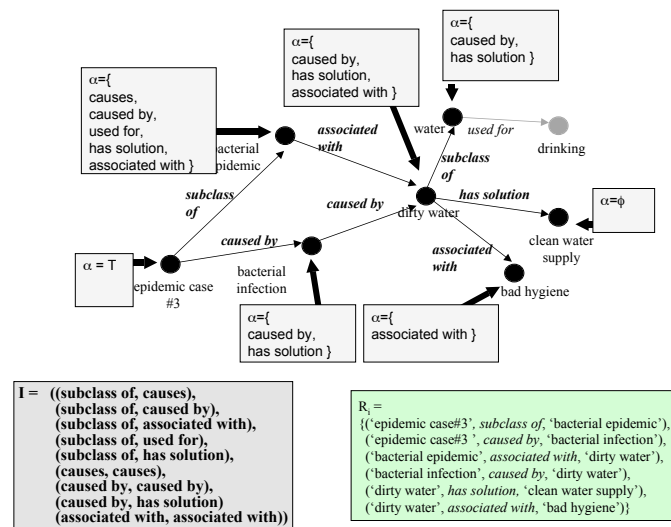 α={
causes,
caused by,
used for,
has solution,
associated with }
α={
caused by,
has solution,
associated with }
α={
caused by,
has solution }
bacterial
epidemic
associated
with
water
used for
drinking
subclass
of
subclass
of
has solution
dirty water
caused by
α=ϕ
clean water
supply
α = T
epidemic case
#3
caused by
bacterial
infection
associated
with
bad hygiene
α={
caused by,
has solution }
α={
associated with }
I = ((subclass of, causes),
(subclass of, caused by),
(subclass of, associated with),
(subclass of, used for),
(subclass of, has solution),
(causes, causes),
(caused by, caused by),
(caused by, has solution)
(associated with, associated with))
Ri =
{('epidemic case#3', subclass of, 'bacterial epidemic'),
('epidemic case#3 ', caused by, 'bacterial infection'),
('bacterial epidemic', associated with, 'dirty water'),
('bacterial infection', caused by, 'dirty water'),
('dirty water', has solution, 'clean water supply'),
('dirty water', associated with, 'bad hygiene')}